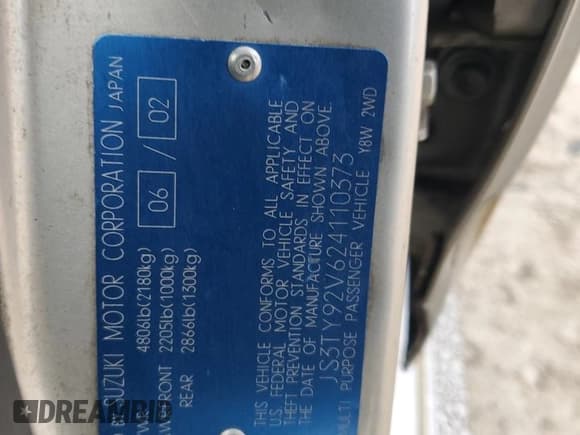 BY SUZUKI MOTOR CORPORATION JAPAN
06 / 02
4806lb(2180kg)
FRONT 2205lb(1000kg)
REAR 2866lb(1300kg)
THIS VEHICLE CONFORMS TO ALL APPLICABLE
U.S. FEDERAL MOTOR VEHICLE SAFETY AND
THEFT PREVENTION STANDARDS IN EFFECT ON
THE DATE OF MANUFACTURE SHOWN ABOVE.
JS3TY92V624110373
MULTI PURPOSE PASSENGER VEHICLE Y8W 2WD
DREAMBID